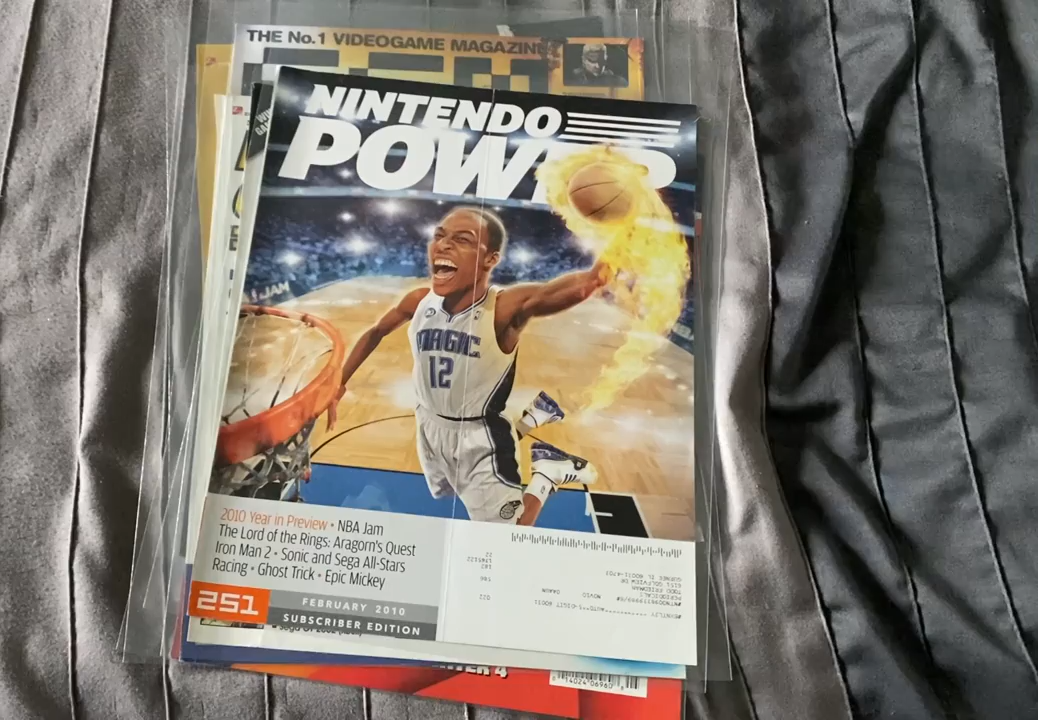 THE No.1 VIDEOGAME MAGAZINE
NINTENDO
POWER
JAM
MAGIC
12
2010 Year in Preview • NBA Jam
The Lord of the Rings: Aragorn's Quest
Iron Man 2 • Sonic and Sega All-Stars
Racing • Ghost Trick • Epic Mickey
251
FEBRUARY 2010
SUBSCRIBER EDITION
4